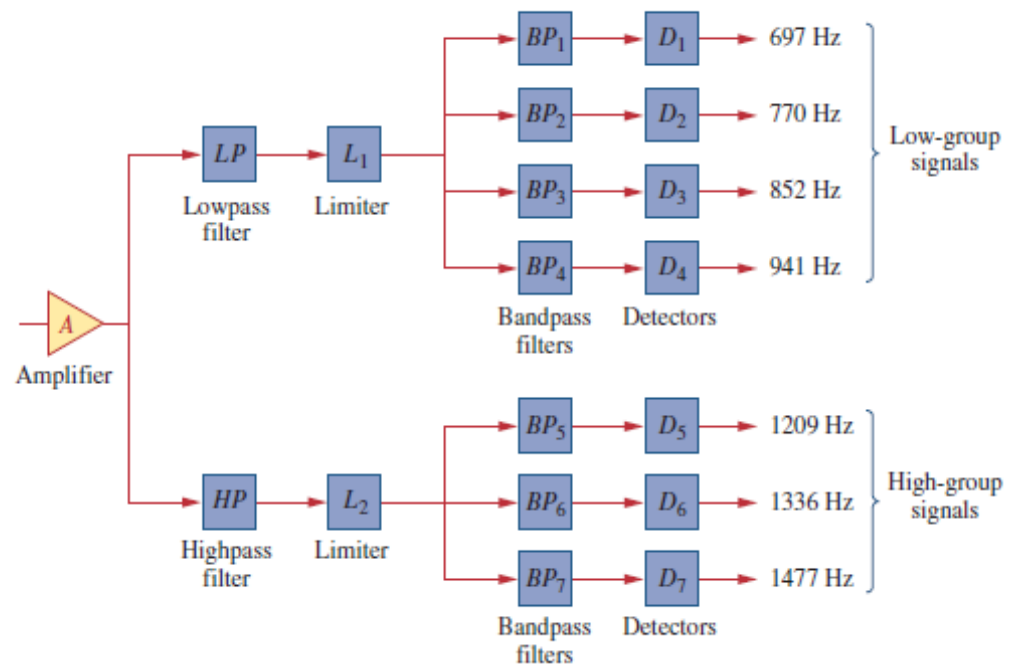 BP1 D1 697 Hz
BP2 D2 770 Hz
Low-group
signals
LP L1
BP3 D3 852 Hz
Lowpass
filter
Limiter
BP4 D4 941 Hz
Bandpass
filters
Detectors
A
Amplifier
BP5 D5 1209 Hz
HP L2
BP6 D6 1336 Hz
High-group
signals
Highpass
filter
Limiter
BP7 D7 1477 Hz
Bandpass
filters
Detectors